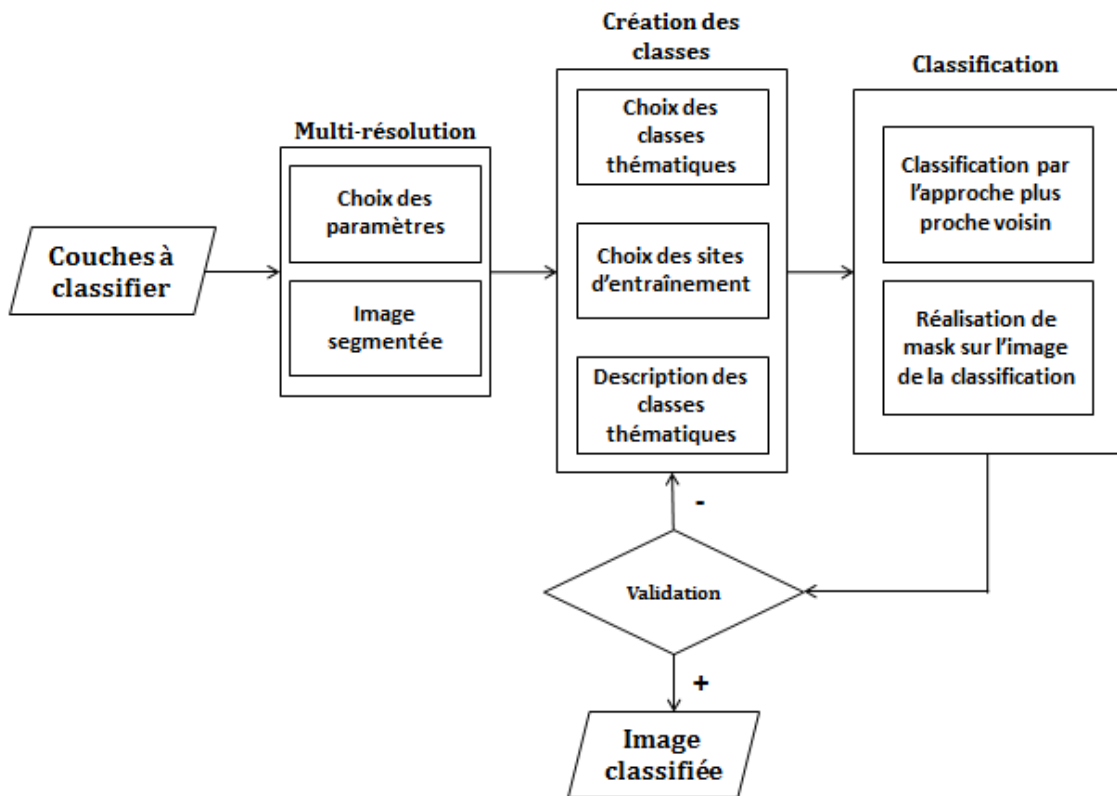 Couches à
classifier
Multi-résolution
Choix des
paramètres
Image
segmentée
Création des
classes
Choix des
classes
thématiques
Choix des sites
d'entraînement
Description des
classes
thématiques
Classification
Classification par
l'approche plus
proche voisin
Réalisation de
mask sur l'image
de la classification
-
Validation
+
Image
classifiée